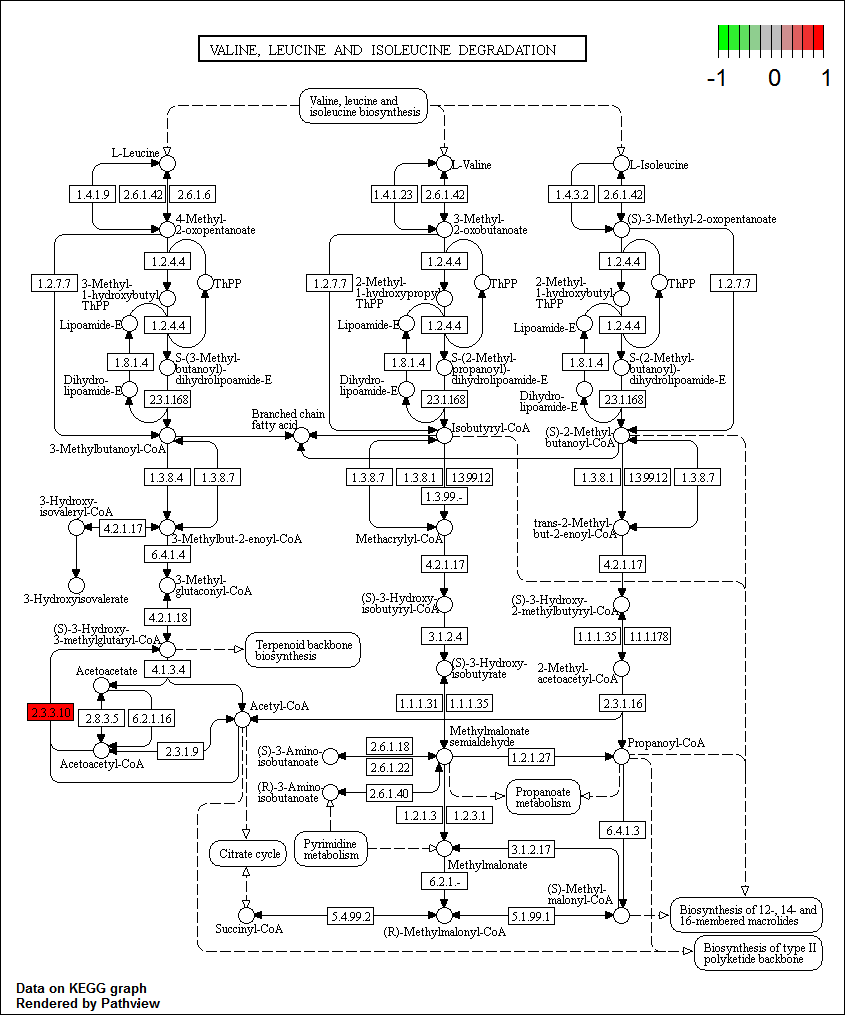 VALINE, LEUCINE AND ISOLEUCINE DEGRADATION
-1 0 1
Valine, leucine and
isoleucine biosynthesis
L-Leucine
L-Valine
L-Isoleucine
1.4.1.9 2.6.1.42 2.6.1.6
1.4.1.23 2.6.1.42
1.4.3.2 2.6.1.42
4-Methyl-
2-oxopentanoate
3-Methyl-
2-oxobutanoate
(S)-3-Methyl-2-oxopentanoate
1.2.4.4
1.2.4.4
1.2.4.4
1.2.7.7
1.2.7.7
1.2.7.7
3-Methyl-
1-hydroxybutyl-
ThPP
ThPP
2-Methyl-
1-hydroxypropyl-
ThPP
ThPP
2-Methyl-
1-hydroxybutyl-
ThPP
ThPP
Lipoamide-E
1.2.4.4
Lipoamide-E
1.2.4.4
Lipoamide-E
1.2.4.4
1.8.1.4
1.8.1.4
1.8.1.4
S-(3-Methyl-
butanoyl)-
dihydrolipoamide-E
S-(2-Methyl-
propanoyl)-
dihydrolipoamide-E
S-(2-Methyl-
butanoyl)-
dihydrolipoamide-E
Dihydro-
lipoamide-E
Dihydro-
lipoamide-E
Dihydro-
lipoamide-E
2.3.1.168
2.3.1.168
2.3.1.168
Branched chain
fatty acid
3-Methylbutanoyl-CoA
Isobutyryl-CoA
(S)-2-Methyl-
butanoyl-CoA
1.3.8.4 1.3.8.7
1.3.8.7 1.3.8.1 1.3.99.12
1.3.99.-
1.3.8.1 1.3.99.12 1.3.8.7
3-Hydroxy-
isovaleryl-CoA
4.2.1.17
3-Methylbut-2-enoyl-CoA
Methacrylyl-CoA
trans-2-Methyl-
but-2-enoyl-CoA
6.4.1.4
4.2.1.17
4.2.1.17
3-Hydroxyisovalerate
3-Methyl-
glutaconyl-CoA
(S)-3-Hydroxy-
isobutyryl-CoA
(S)-3-Hydroxy-
2-methylbutyryl-CoA
4.2.1.18
3.1.2.4
1.1.1.35 1.1.1.178
(S)-3-Hydroxy-
3-methylglutaryl-CoA
Terpenoid backbone
biosynthesis
(S)-3-Hydroxy-
isobutyrate
2-Methyl-
acetoacetyl-CoA
Acetoacetate
4.1.3.4
1.1.1.31 1.1.1.35
2.3.1.16
2.3.3.10 2.8.3.5 6.2.1.16
Acetyl-CoA
Acetoacetyl-CoA
2.3.1.9
Methylmalonate
semialdehyde
Propanoyl-CoA
(S)-3-Amino-
isobutanoate
2.6.1.18
2.6.1.22
1.2.1.27
(R)-3-Amino-
isobutanoate
2.6.1.40
Propanoate
metabolism
1.2.1.3 1.2.3.1
6.4.1.3
Citrate cycle
Pyrimidine
metabolism
3.1.2.17
Methylmalonate
6.2.1.-
(S)-Methyl-
malonyl-CoA
Succinyl-CoA
5.4.99.2
(R)-Methylmalonyl-CoA
5.1.99.1
Biosynthesis of 12-, 14- and
16-membered macrolides
Biosynthesis of type II
polyketide backbone
Data on KEGG graph
Rendered by Pathview